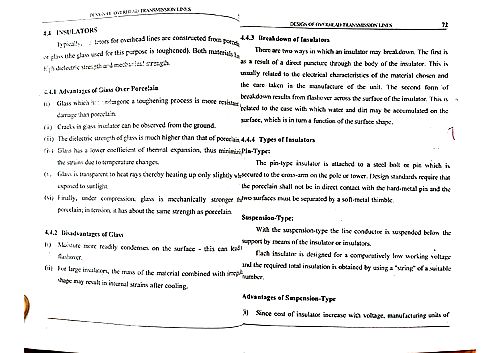 DESIGN OF OVERHEAD TRANSMISSION LINES
4.4 INSULATORS
Typically, lators for overhead lines are constructed from
or glass (the glass used for this purpose is toughened). Both materials
high dielectric strength and mechanical strength.
4.4.1 Advantages of Glass Over Porcelain
(i) Glass which undergone a toughening process is more resistant
damage than porcelain.
(ii) Cracks in glass insulator can be observed from the ground.
(iii) The dielectric strength of glass is much higher than that of porcelain
(iv) Glass has a lower coefficient of thermal expansion, thus
the strains due to temperature changes.
(v) Glass is transparent to heat rays thereby heating up only slightly
exposed to sunlight.
(vi) Finally, under compression, glass is mechanically stronger
porcelain; in tension, it has about the same strength as porcelain.
4.4.2 Disadvantages of Glass
(i) Moisture more readily condenses on the surface - this can lead
flashover.
(ii) For large insulators, the mass of the material combined with
shape may result in internal strains after cooling.
DESIGN OF OVERHEAD TRANSMISSION LINES 72
4.4.3 Breakdown of Insulators
There are two ways in which an insulator may breakdown. The first is
as a result of a direct puncture through the body of the insulator. This is
usually related to the electrical characteristics of the material chosen and
the care taken in the manufacture of the unit. The second form of
breakdown results from flashover across the surface of the insulator. This is
related to the ease with which water and dirt may be accumulated on the
surface, which is in turn a function of the surface shape.
4.4.4 Types of Insulators
Pin-Type:
The pin-type insulator is attached to a steel bolt or pin which is
secured to the cross-arm on the pole or tower. Design standards require that
the porcelain shall not be in direct contact with the hard-metal pin and the
two surfaces must be separated by a soft-metal thimble.
Suspension-Type:
With the suspension-type the line conductor is suspended below the
support by means of the insulator or insulators.
Each insulator is designed for a comparatively low working voltage
and the required total insulation is obtained by using a "string" of a suitable
number.
Advantages of Suspension-Type
i) Since cost of insulator increase with voltage, manufacturing units of